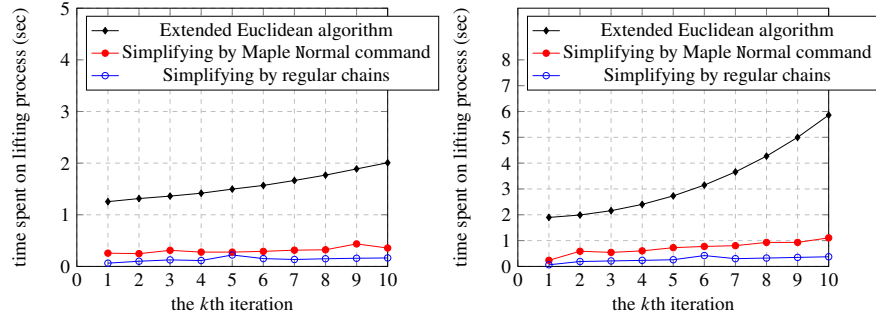 5
4
3
2
1
0
time spent on lifting process (sec)
Extended Euclidean algorithm
Simplifying by Maple Normal command
Simplifying by regular chains
0 1 2 3 4 5 6 7 8 9 10
the kth iteration
9
8
7
6
5
4
3
2
1
0
time spent on lifting process (sec)
Extended Euclidean algorithm
Simplifying by Maple Normal command
Simplifying by regular chains
0 1 2 3 4 5 6 7 8 9 10
the kth iteration